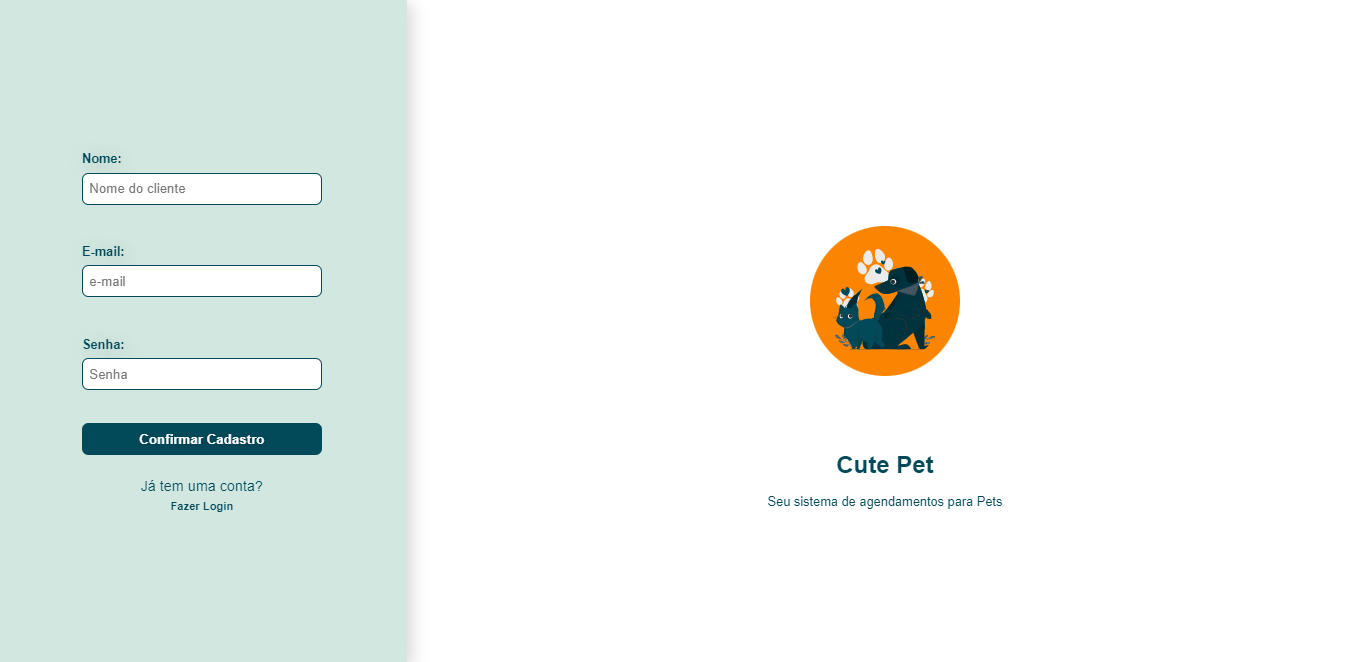 Nome:
Nome do cliente
E-mail:
e-mail
Senha:
Senha
Confirmar Cadastro
Já tem uma conta?
Fazer Login
Cute Pet
Seu sistema de agendamentos para Pets